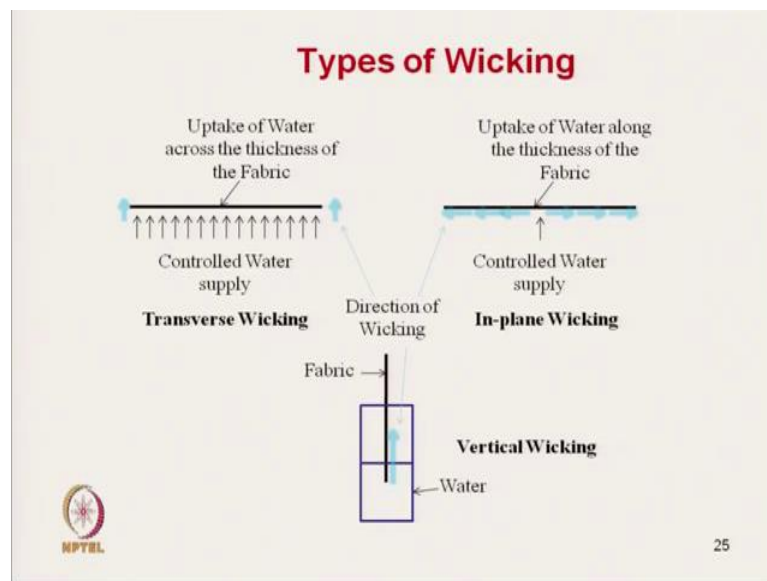 Types of Wicking
Uptake of Water
across the thickness of
the Fabric
Controlled Water
supply
Transverse Wicking
Uptake of Water along
the thickness of the
Fabric
Controlled Water
supply
In-plane Wicking
Direction of
Wicking
Fabric
Vertical Wicking
Water
NPTEL
25